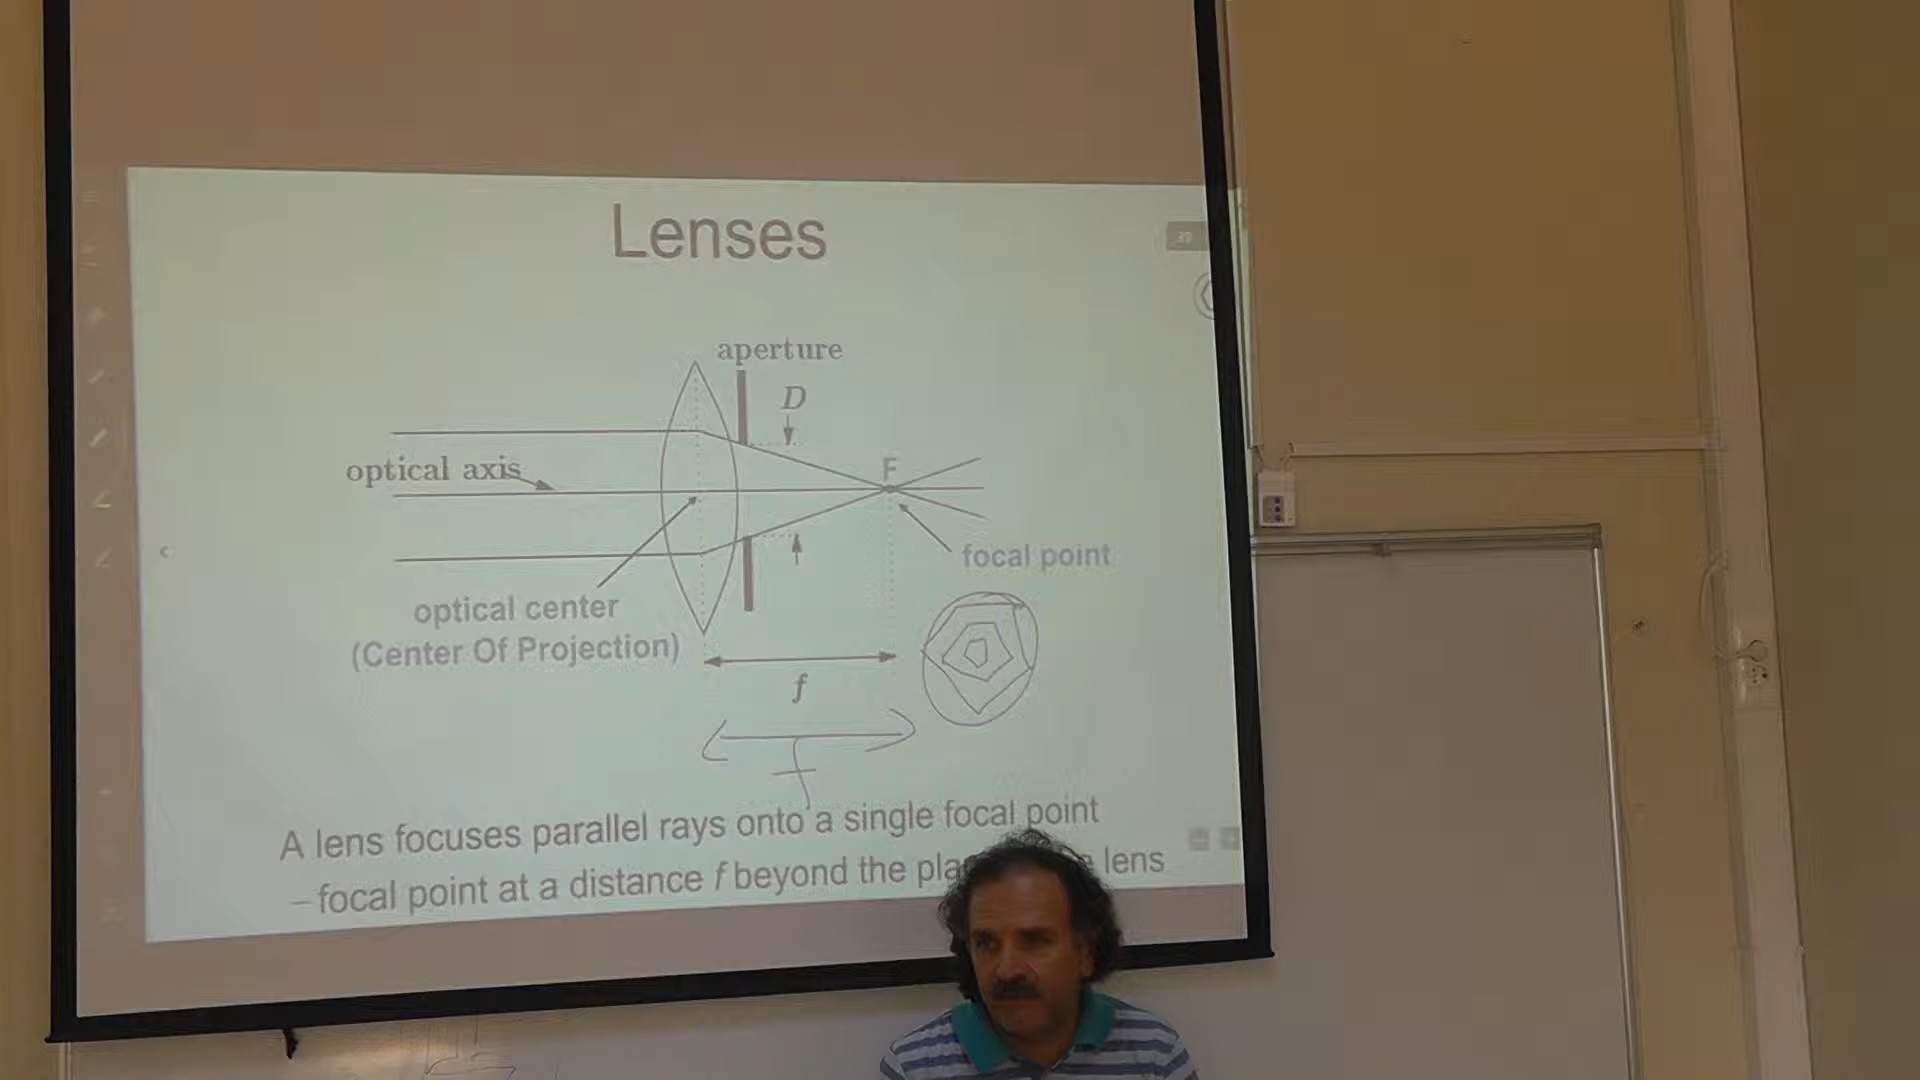 Lenses
aperture
D
optical axis
F
focal point
optical center
(Center Of Projection)
f
f
A lens focuses parallel rays onto a single focal point
– focal point at a distance f beyond the lens